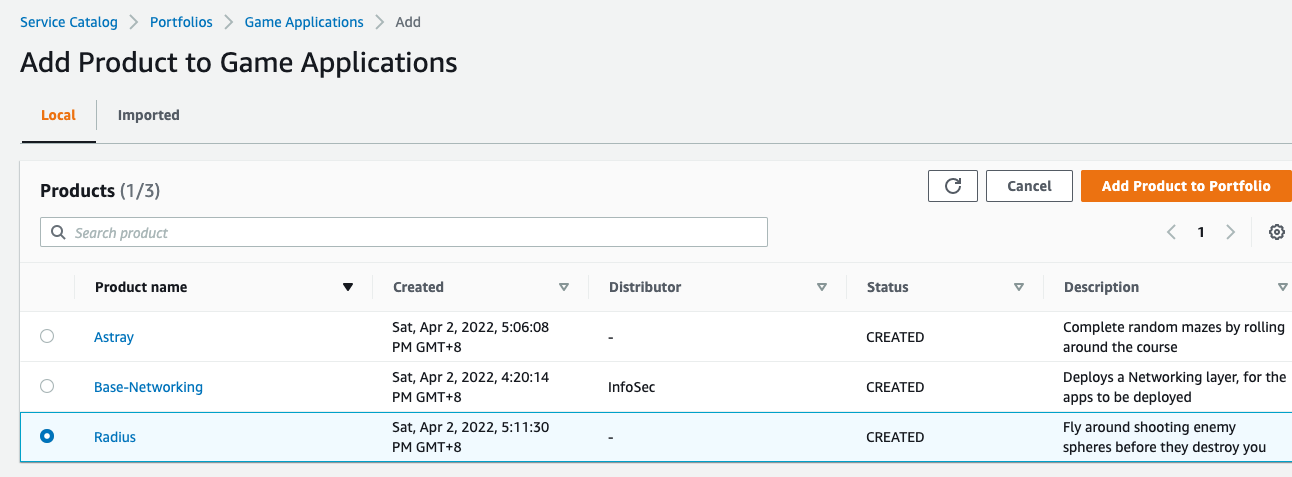 Service Catalog > Portfolios > Game Applications > Add
Add Product to Game Applications
Local Imported
Products (1/3) Cancel Add Product to Portfolio
Search product 1
Product name Created Distributor Status Description
Astray Sat, Apr 2, 2022, 5:06:08 - CREATED Complete random mazes by rolling
PM GMT+8 around the course
Base-Networking Sat, Apr 2, 2022, 4:20:14 InfoSec CREATED Deploys a Networking layer, for the
PM GMT+8 apps to be deployed
Radius Sat, Apr 2, 2022, 5:11:30 - CREATED Fly around shooting enemy
PM GMT+8 spheres before they destroy you